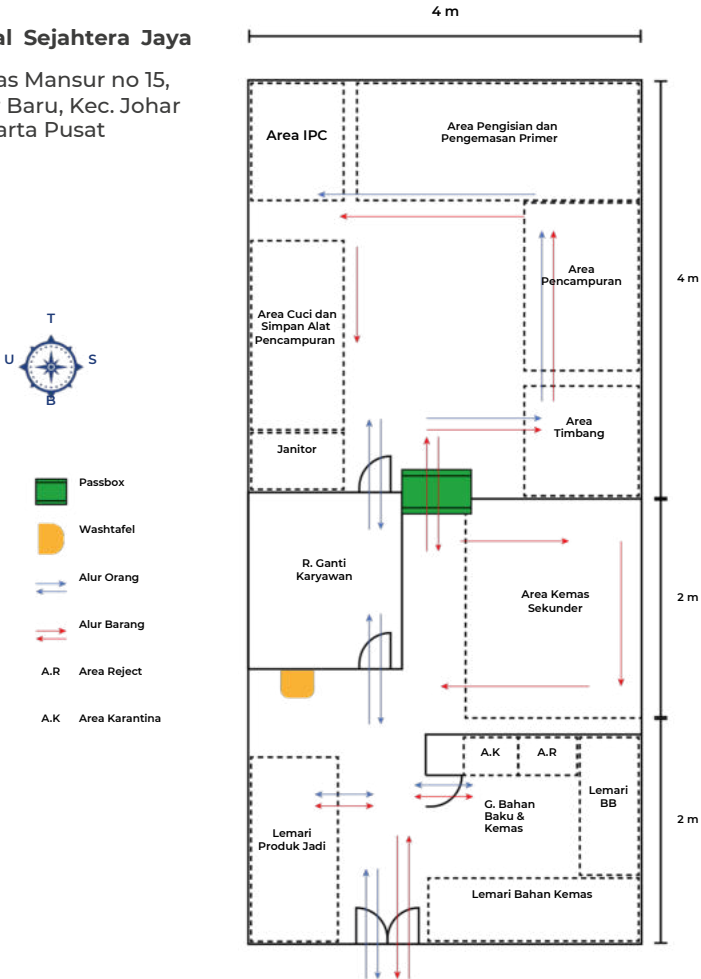 4 m
al Sejahtera Jaya
as Mansur no 15,
Baru, Kec. Johar
arta Pusat
Area IPC
Area Pengisian dan
Pengemasan Primer
Area
Pencampuran
4 m
Area Cuci dan
Simpan Alat
Pencampuran
T
U
S
B
Area
Timbang
Janitor
Passbox
Washtafel
Alur Orang
Alur Barang
A.R Area Reject
A.K Area Karantina
R. Ganti
Karyawan
Area Kemas
Sekunder
2 m
A.K
A.R
Lemari
BB
G. Bahan
Baku &
Kemas
2 m
Lemari
Produk Jadi
Lemari Bahan Kemas